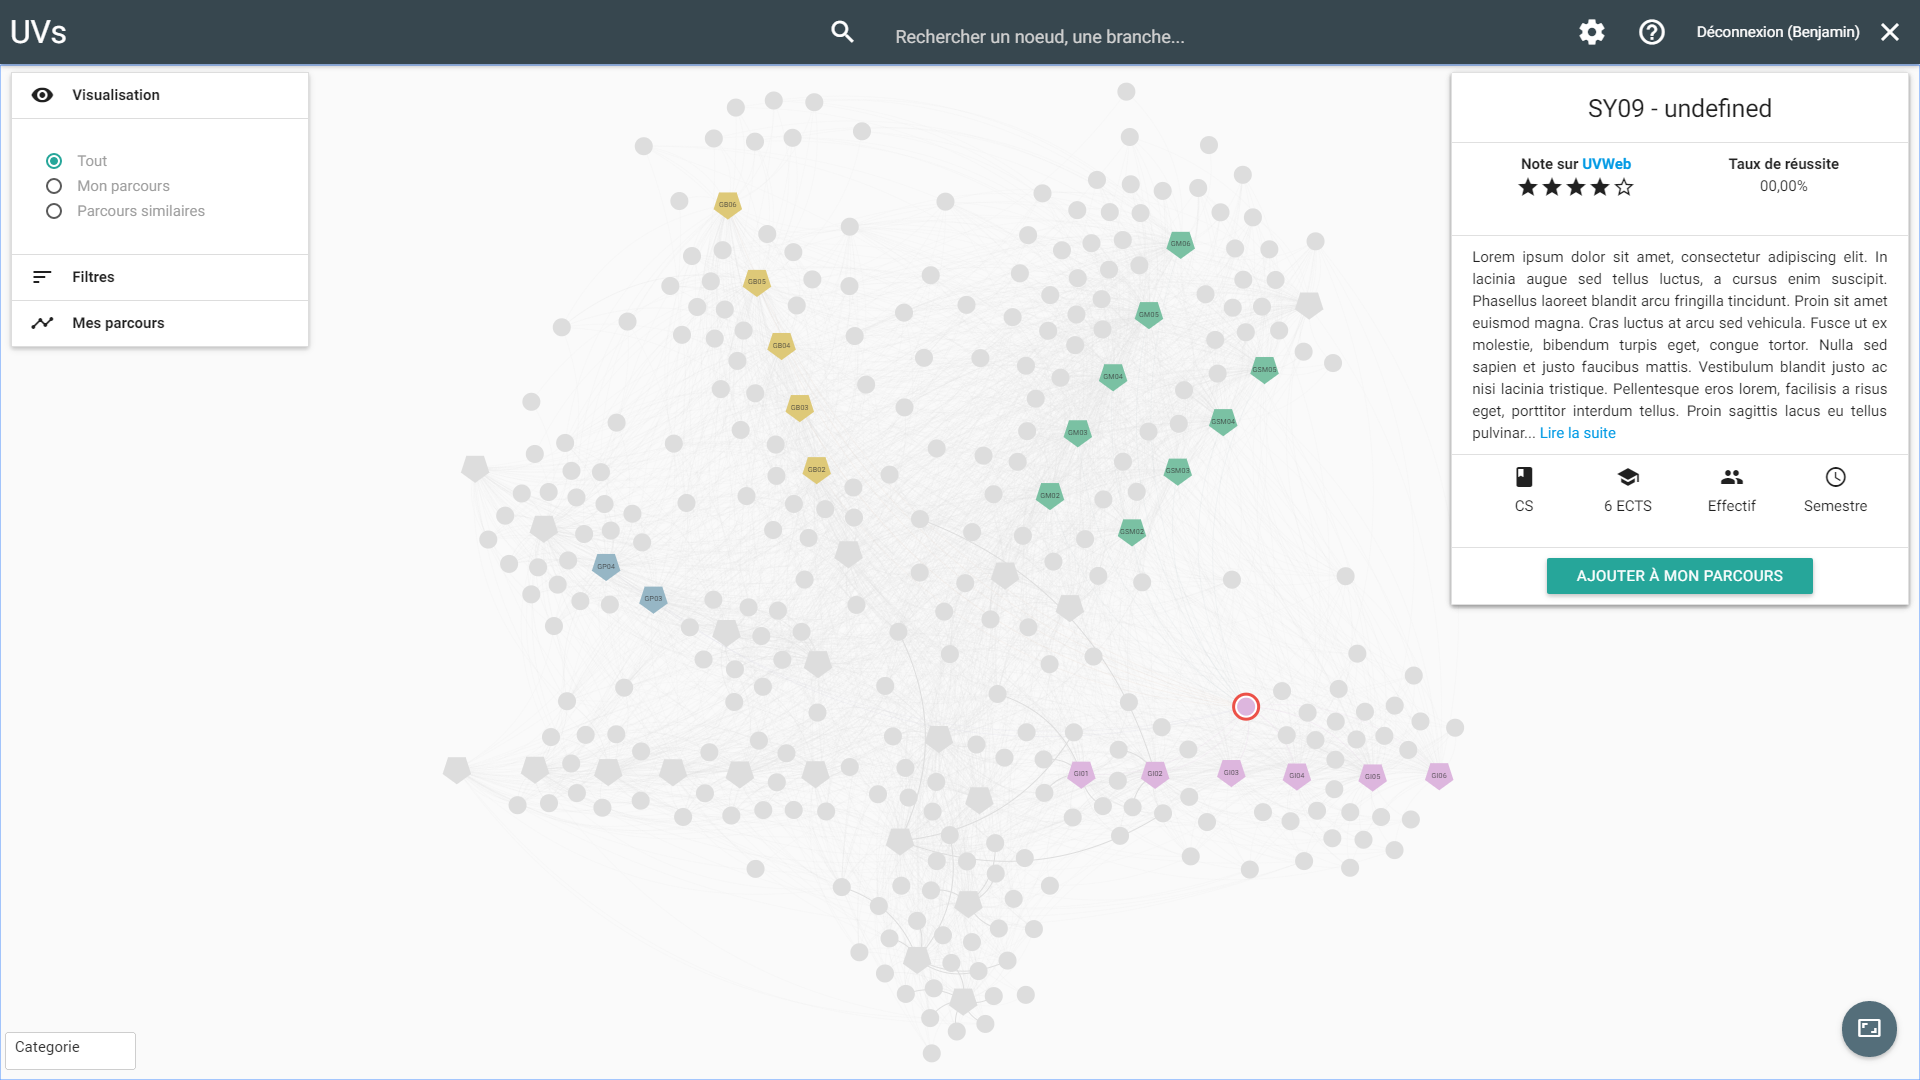 UVs
Rechercher un noeud, une branche...
Déconnexion (Benjamin)
Visualisation
Tout
Mon parcours
Parcours similaires
Filtres
Mes parcours
SY09 - undefined
Note sur UVWeb
Taux de réussite
00,00%
Lorem ipsum dolor sit amet, consectetur adipiscing elit. In
lacinia augue sed tellus luctus, a cursus enim suscipit.
Phasellus laoreet blandit arcu fringilla tincidunt. Proin sit amet
euismod magna. Cras luctus at arcu sed vehicula. Fusce ut ex
molestie, bibendum turpis eget, congue tortor. Nulla sed
sapien et justo faucibus mattis. Vestibulum blandit justo ac
nisi lacinia tristique. Pellentesque eros lorem, facilisis a risus
eget, porttitor interdum tellus. Proin sagittis lacus eu tellus
pulvinar... Lire la suite
CS
6 ECTS
Effectif
Semestre
AJOUTER À MON PARCOURS
GB06
GM06
GB05
GM05
GB04
GSM05
GM04
GB03
GSM04
GM03
GB02
GSM03
GM02
GSM02
GP04
GP03
GI01
GI02
GI03
GI04
GI05
GI06
Categorie